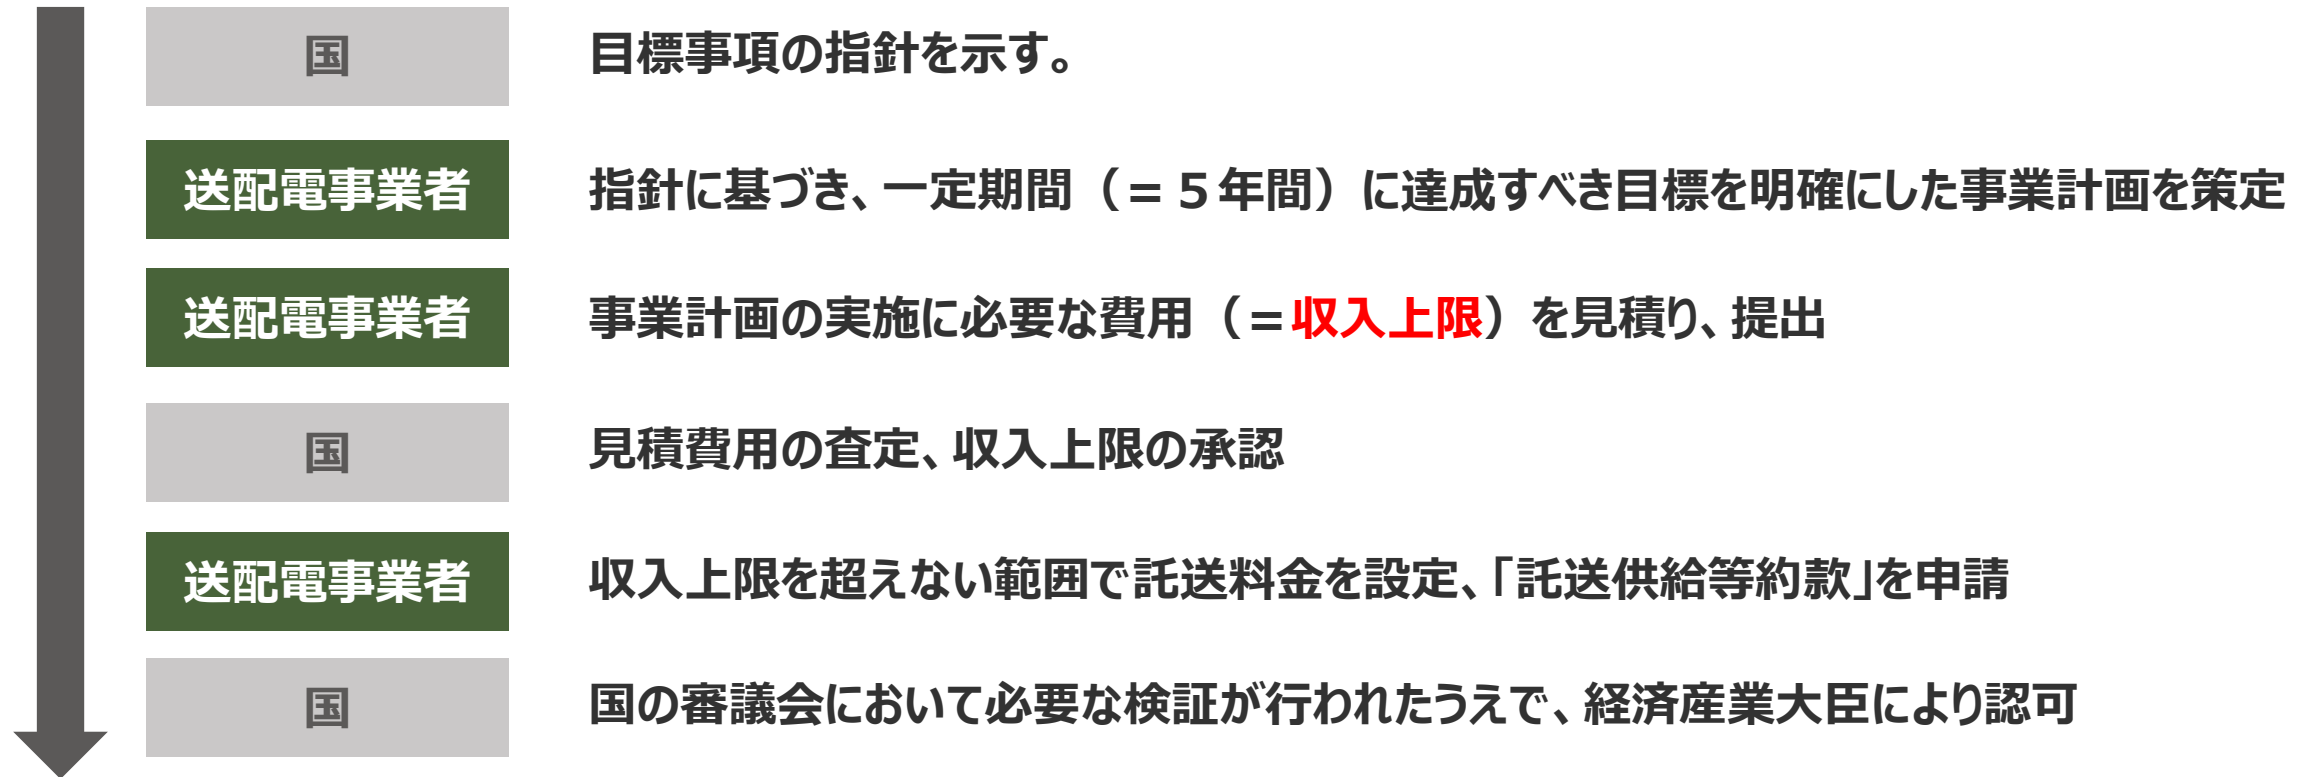 国
目標事項の指針を示す。
送配電事業者
指針に基づき、一定期間（＝５年間）に達成すべき目標を明確にした事業計画を策定
送配電事業者
事業計画の実施に必要な費用（＝収入上限）を見積り、提出
国
見積費用の査定、収入上限の承認
送配電事業者
収入上限を超えない範囲で託送料金を設定、「託送供給等約款」を申請
国
国の審議会において必要な検証が行われたうえで、経済産業大臣により認可